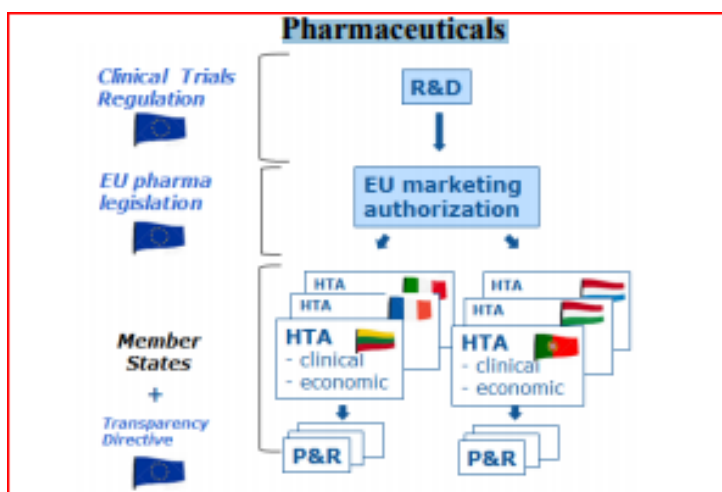 Pharmaceuticals
Clinical Trials
Regulation
R&D
EU pharma
legislation
EU marketing
authorization
Member
States
+
Transparency
Directive
HTA
HTA
HTA
- clinical
- economic
P&R
HTA
HTA
HTA
- clinical
- economic
P&R